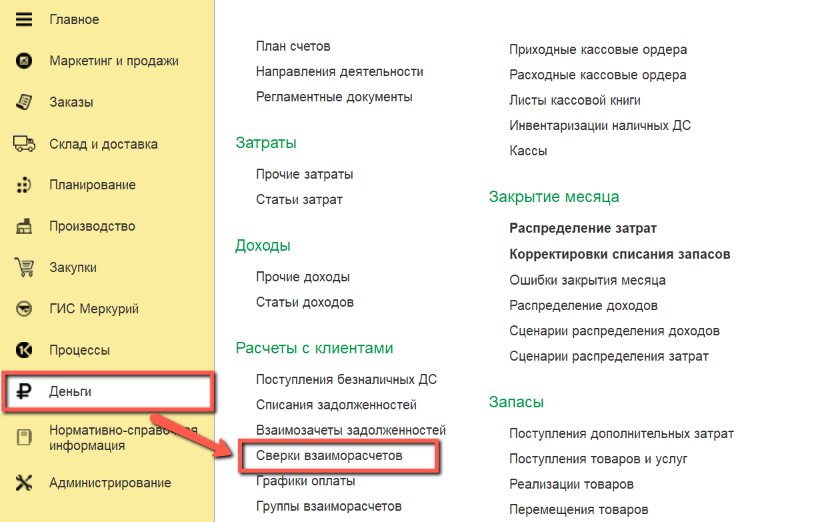 Главное
Маркетинг и продажи
Заказы
Склад и доставка
Планирование
Производство
Закупки
ГИС Меркурий
Процессы
Деньги
Нормативно-справочная
информация
Администрирование
План счетов
Направления деятельности
Регламентные документы
Затраты
Прочие затраты
Статьи затрат
Доходы
Прочие доходы
Статьи доходов
Расчеты с клиентами
Поступления безналичных ДС
Списания задолженностей
Взаимозачеты задолженностей
Сверки взаиморасчетов
Графики оплаты
Группы взаиморасчетов
Приходные кассовые ордера
Расходные кассовые ордера
Листы кассовой книги
Инвентаризации наличных ДС
Кассы
Закрытие месяца
Распределение затрат
Корректировки списания запасов
Ошибки закрытия месяца
Распределение доходов
Сценарии распределения доходов
Сценарии распределения затрат
Запасы
Поступления дополнительных затрат
Поступления товаров и услуг
Реализации товаров
Перемещения товаров